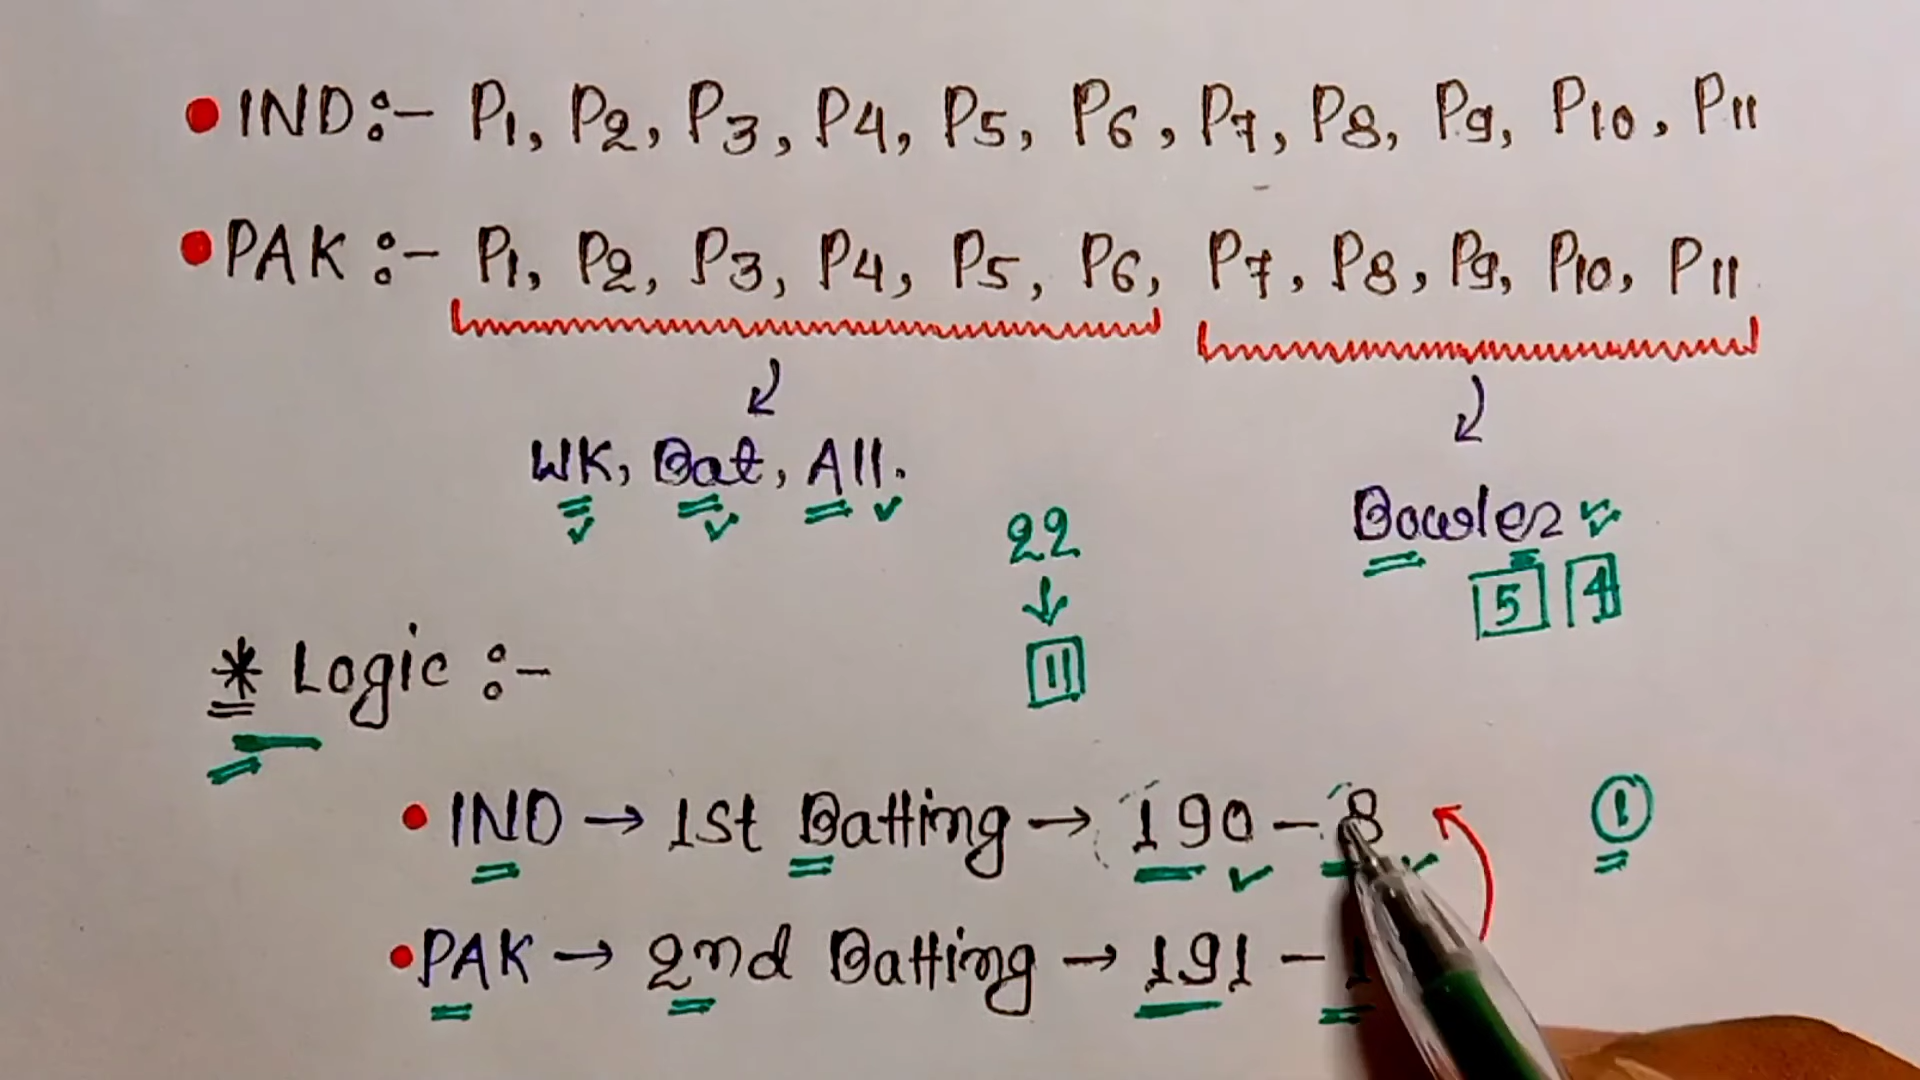 IND :- P1, P2, P3, P4, P5, P6, P7, P8, P9, P10, P11
PAK :- P1, P2, P3, P4, P5, P6, P7, P8, P9, P10, P11
WK, Bat, All.
Bowler
22
5 4
11
* Logic :-
IND → 1st Batting → 190 - 8
1
PAK → 2nd Batting → 191 - 1